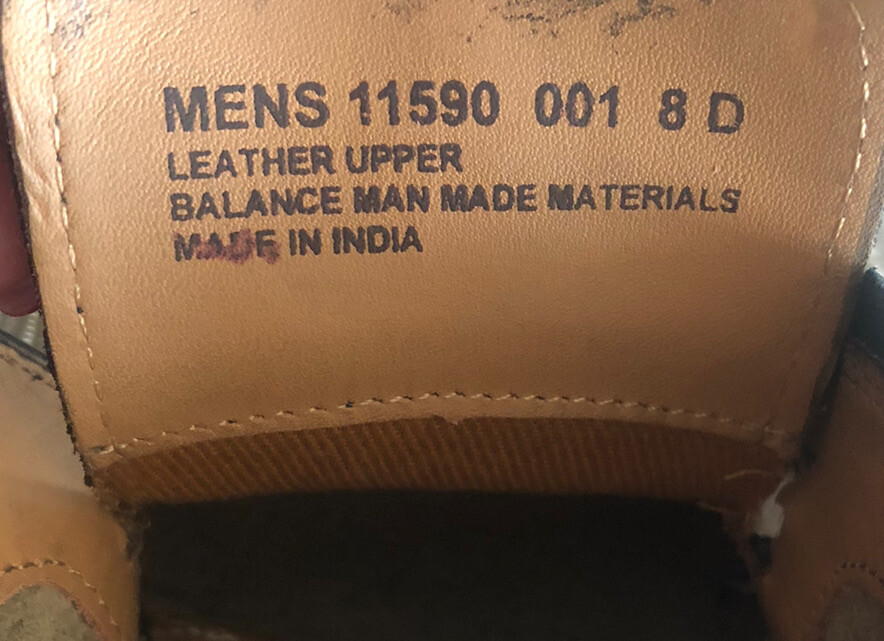 MENS 11590 001 8 D
LEATHER UPPER
BALANCE MAN MADE MATERIALS
MADE IN INDIA